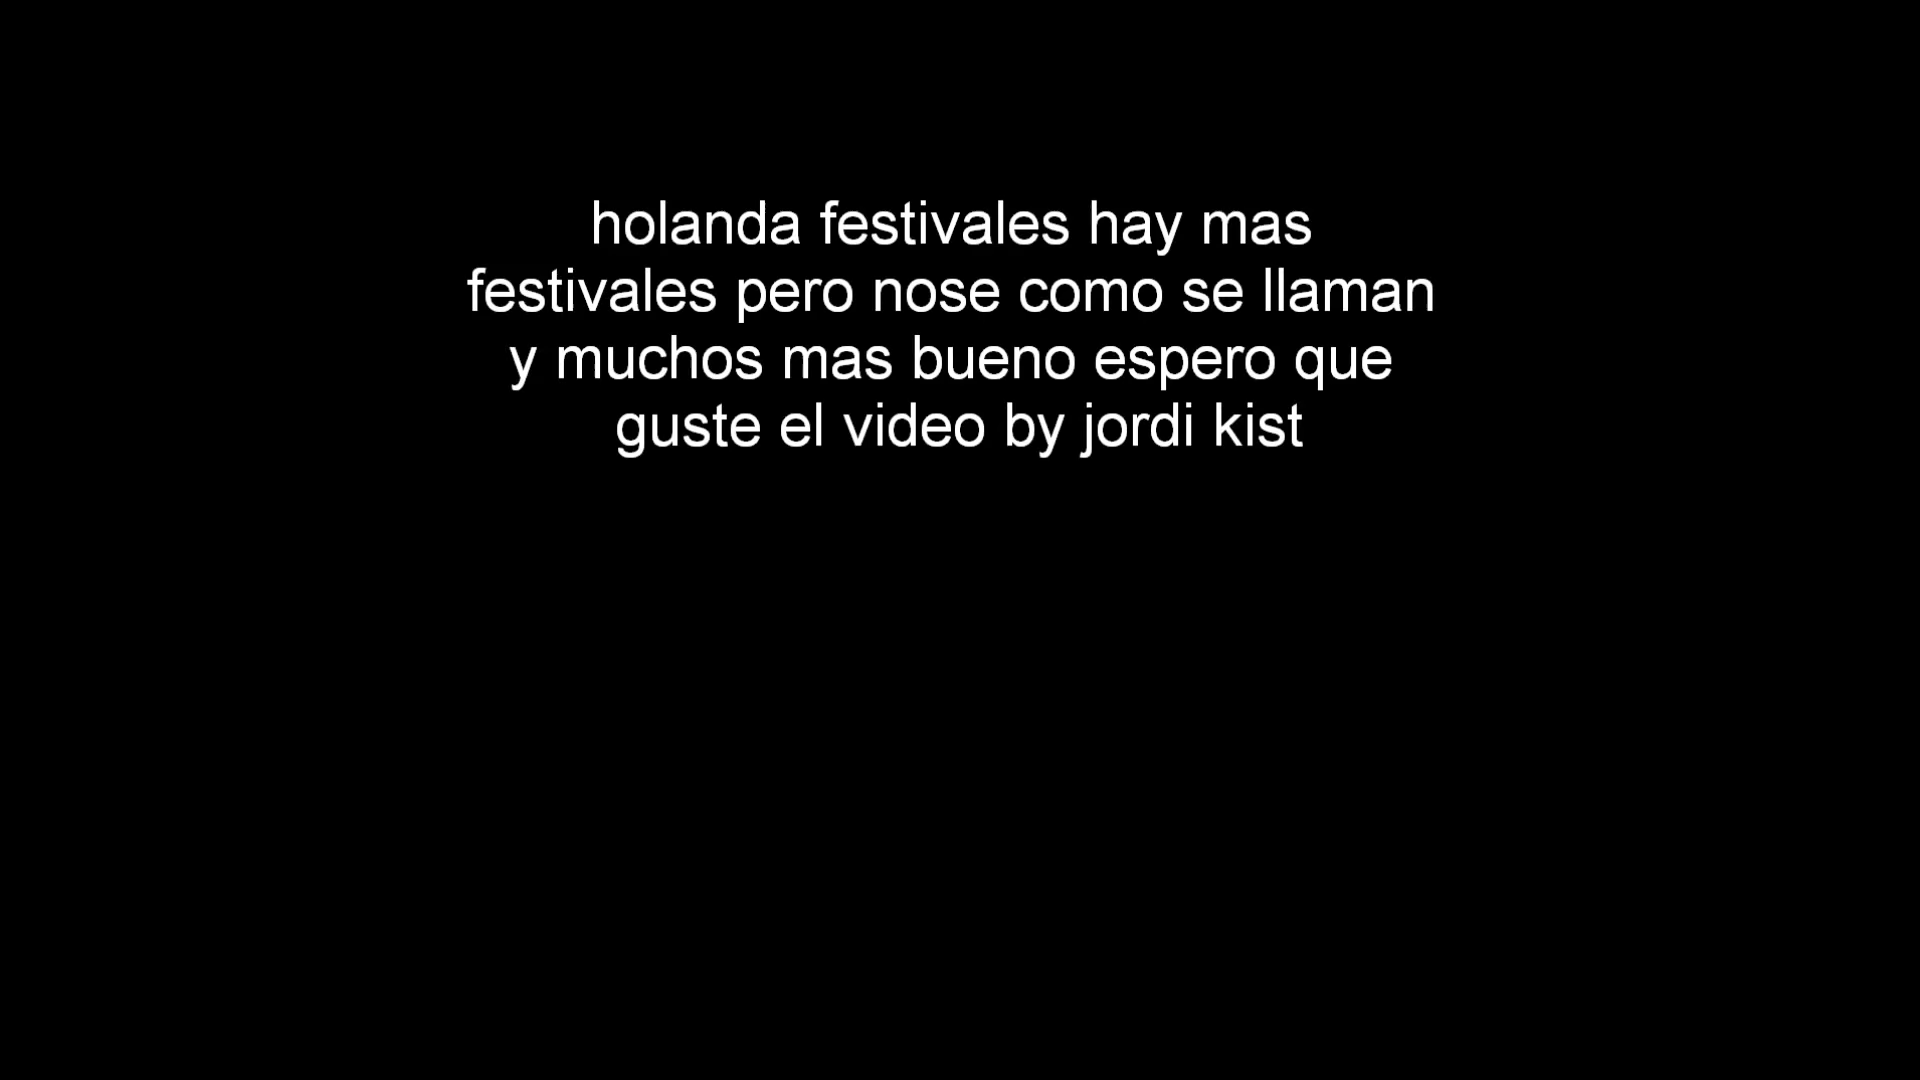 holanda festivales hay mas
festivales pero nose como se llaman
y muchos mas bueno espero que
guste el video by jordi kist